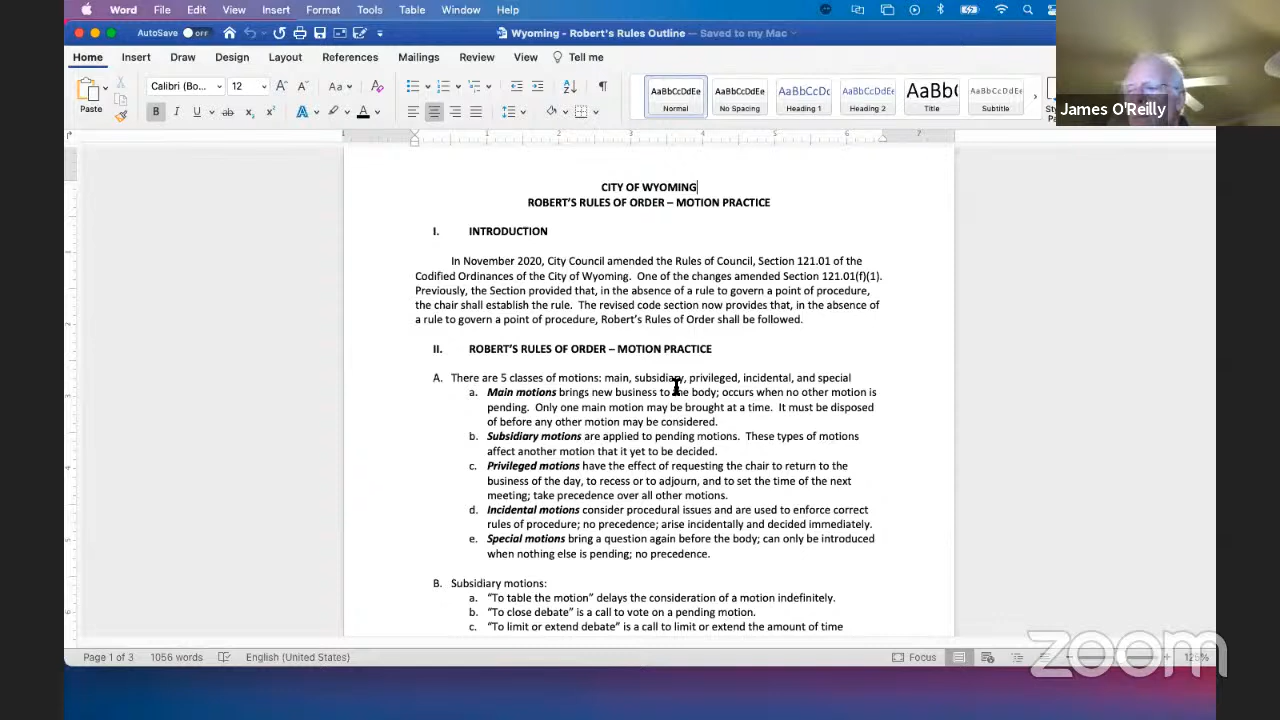 Word File Edit View Insert Format Tools Table Window Help
AutoSave OFF Wyoming - Robert's Rules Outline — Saved to my Mac
Home Insert Draw Design Layout References Mailings Review View Tell me
Paste Calibri (Bo... 12
AaBbCcDdEe AaBbCcDdEe AaBbCcDc AaBbCcDdEe AaBb( AaBbCcDdEe
Normal No Spacing Heading 1 Heading 2 Title Subtitle
James O'Reilly
1 1 2 3 4 5 6 7
CITY OF WYOMING
ROBERT'S RULES OF ORDER – MOTION PRACTICE
I. INTRODUCTION
In November 2020, City Council amended the Rules of Council, Section 121.01 of the
Codified Ordinances of the City of Wyoming. One of the changes amended Section 121.01(f)(1).
Previously, the Section provided that, in the absence of a rule to govern a point of procedure,
the chair shall establish the rule. The revised code section now provides that, in the absence of
a rule to govern a point of procedure, Robert's Rules of Order shall be followed.
II. ROBERT'S RULES OF ORDER – MOTION PRACTICE
A. There are 5 classes of motions: main, subsidiary, privileged, incidental, and special
a. Main motions brings new business to the body; occurs when no other motion is
pending. Only one main motion may be brought at a time. It must be disposed
of before any other motion may be considered.
b. Subsidiary motions are applied to pending motions. These types of motions
affect another motion that it yet to be decided.
c. Privileged motions have the effect of requesting the chair to return to the
business of the day, to recess or to adjourn, and to set the time of the next
meeting; take precedence over all other motions.
d. Incidental motions consider procedural issues and are used to enforce correct
rules of procedure; no precedence; arise incidentally and decided immediately.
e. Special motions bring a question again before the body; can only be introduced
when nothing else is pending; no precedence.
B. Subsidiary motions:
a. "To table the motion" delays the consideration of a motion indefinitely.
b. "To close debate" is a call to vote on a pending motion.
c. "To limit or extend debate" is a call to limit or extend the amount of time
Page 1 of 3 1056 words English (United States) Focus
zoom